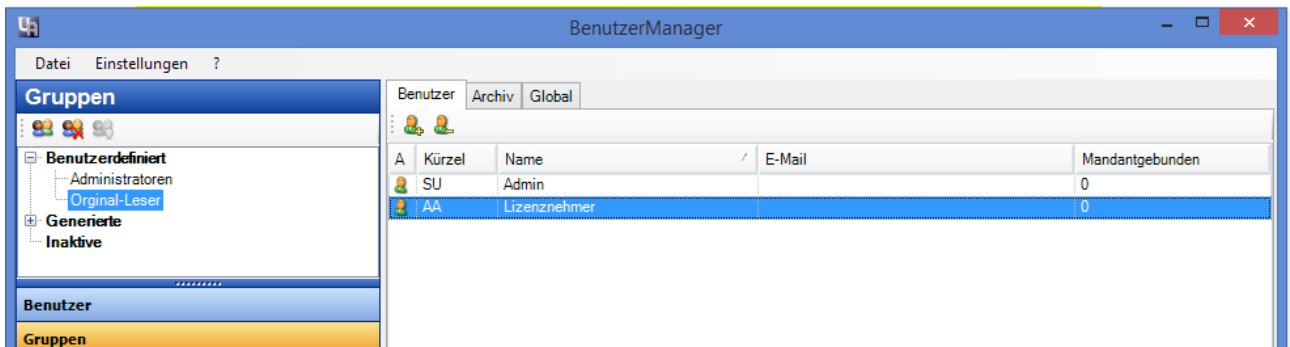 BenutzerManager
Datei Einstellungen ?
Gruppen
Benutzerdefiniert
Administratoren
Orginal-Leser
Generierte
Inaktive
Benutzer
Gruppen
Benutzer Archiv Global
A Kürzel Name E-Mail Mandantgebunden
SU Admin 0
AA Lizenznehmer 0